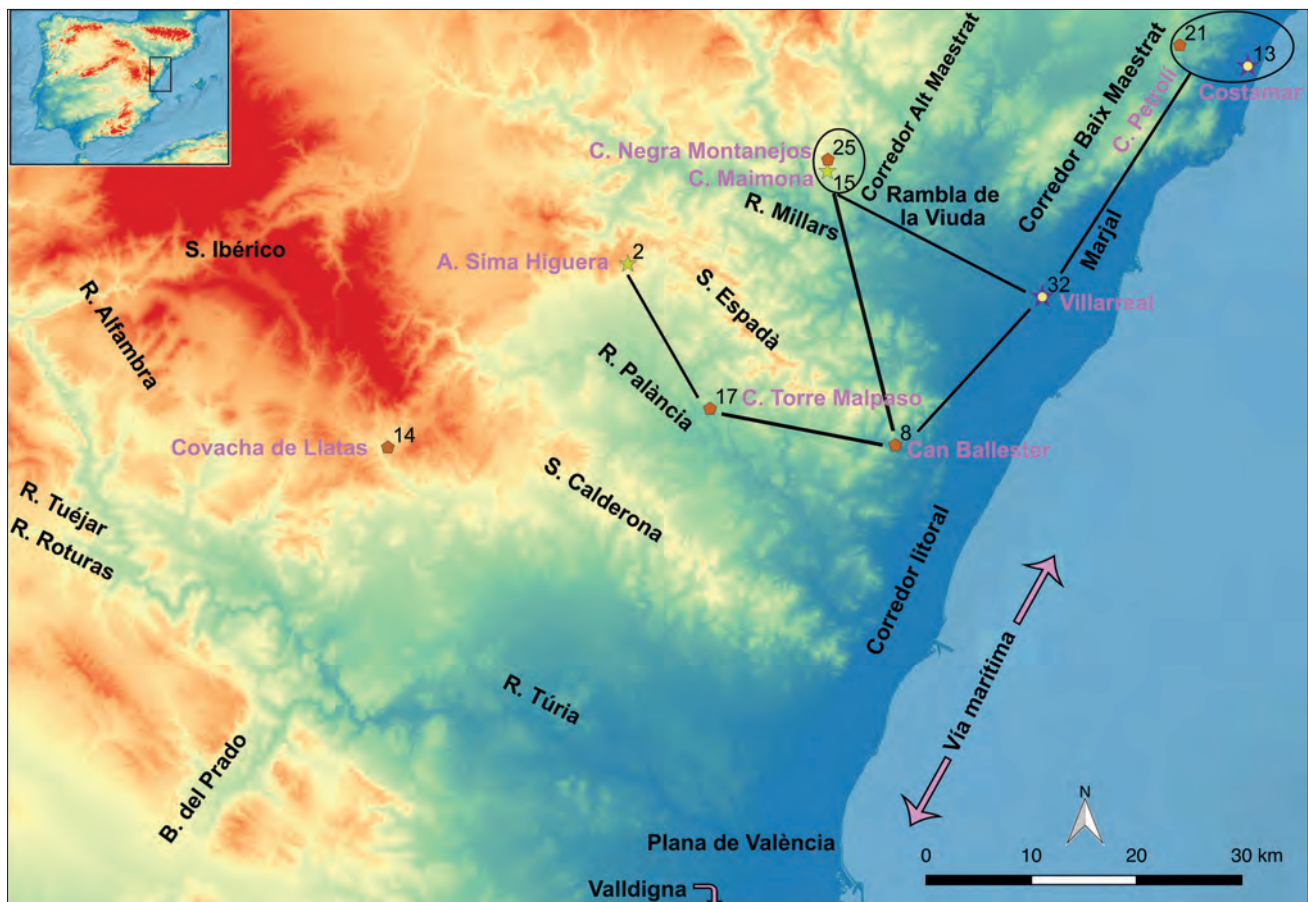 21
13
C. Petrolí
Costamar
Corredor Alt Maestrat
Corredor Baix Maestrat
C. Negra Montanejos
25
C. Maimona
15
Rambla de
la Viuda
R. Millars
Marjal
S. Ibérico
A. Sima Higuera
2
32
Villarreal
R. Alfambra
S. Espadà
R. Palància
17
C. Torre Malpaso
Covacha de Llatas
14
8
Can Ballester
S. Calderona
R. Tuéjar
R. Roturas
Corredor litoral
Vía marítima
R. Túria
B. del Prado
Plana de València
Valldigna
N
0
10
20
30 km